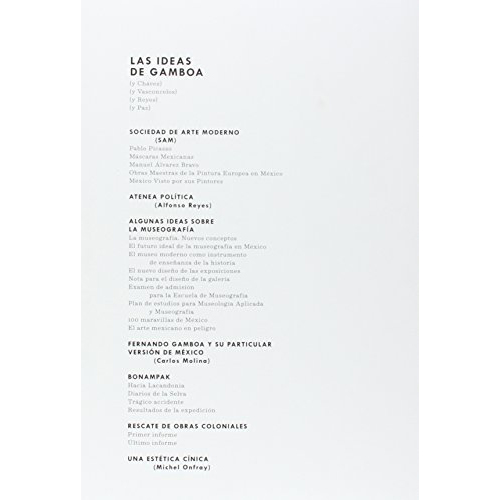 LAS IDEAS
DE GAMBOA
(y Chávez)
(y Vasconcelos)
(y Reyes)
(y Paz)
SOCIEDAD DE ARTE MODERNO
(SAM)
Pablo Picasso
Máscaras Mexicanas
Manuel Álvarez Bravo
Obras Maestras de la Pintura Europea en México
México Visto por sus Pintores
ATENEA POLÍTICA
(Alfonso Reyes)
ALGUNAS IDEAS SOBRE
LA MUSEOGRAFÍA
La museografía. Nuevos conceptos
El futuro ideal de la museografía en México
El museo moderno como instrumento
de enseñanza de la historia
El nuevo diseño de las exposiciones
Nota para el diseño de la galería
Examen de admisión
para la Escuela de Museografía
Plan de estudios para Museología Aplicada
y Museografía
100 maravillas de México
El arte mexicano en peligro
FERNANDO GAMBOA Y SU PARTICULAR
VERSIÓN DE MÉXICO
(Carlos Molina)
BONAMPAK
Hacia Lacandonia
Diarios de la Selva
Trágico accidente
Resultados de la expedición
RESCATE DE OBRAS COLONIALES
Primer informe
Último informe
UNA ESTÉTICA CÍNICA
(Michel Onfray)